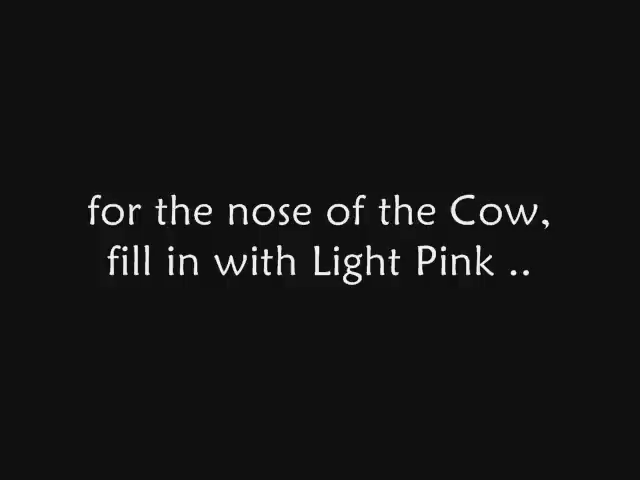 for the nose of the Cow,
fill in with Light Pink ..